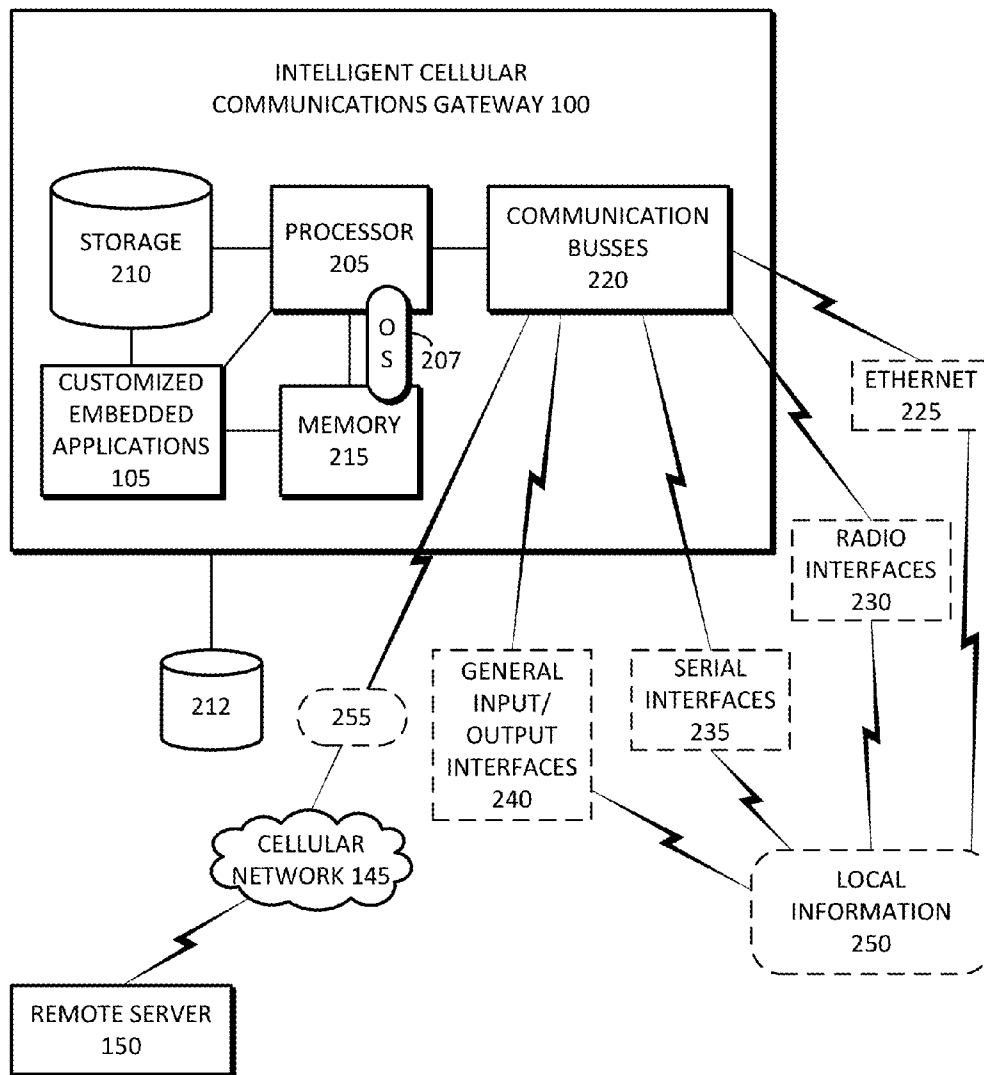 INTELLIGENT CELLULAR
COMMUNICATIONS GATEWAY 100
STORAGE
210
PROCESSOR
205
COMMUNICATION
BUSSES
220
O
S
207
CUSTOMIZED
EMBEDDED
APPLICATIONS
105
MEMORY
215
ETHERNET
225
RADIO
INTERFACES
230
212
255
GENERAL
INPUT/
OUTPUT
INTERFACES
240
SERIAL
INTERFACES
235
CELLULAR
NETWORK 145
LOCAL
INFORMATION
250
REMOTE SERVER
150